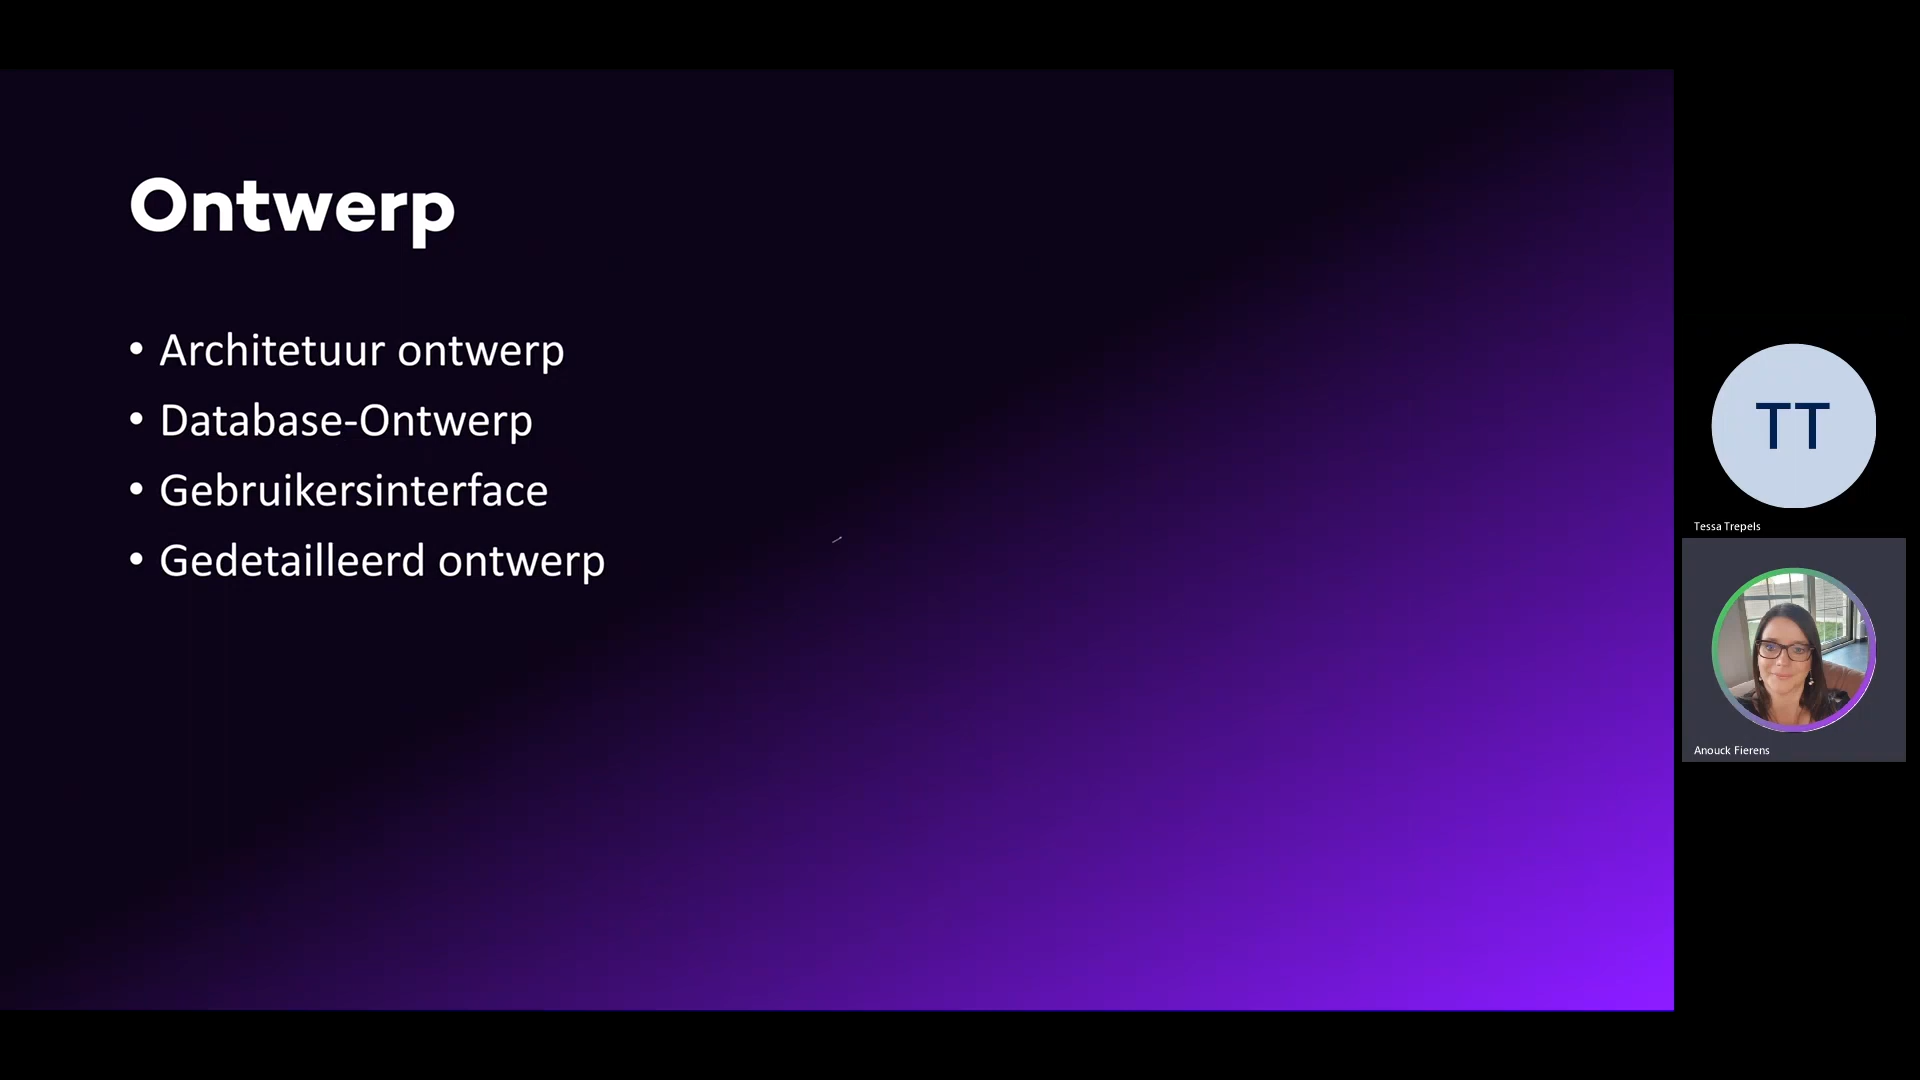 Ontwerp
• Architetuur ontwerp
• Database-Ontwerp
• Gebruikersinterface
• Gedetailleerd ontwerp
TT
Tessa Trepels
Anouck Fierens